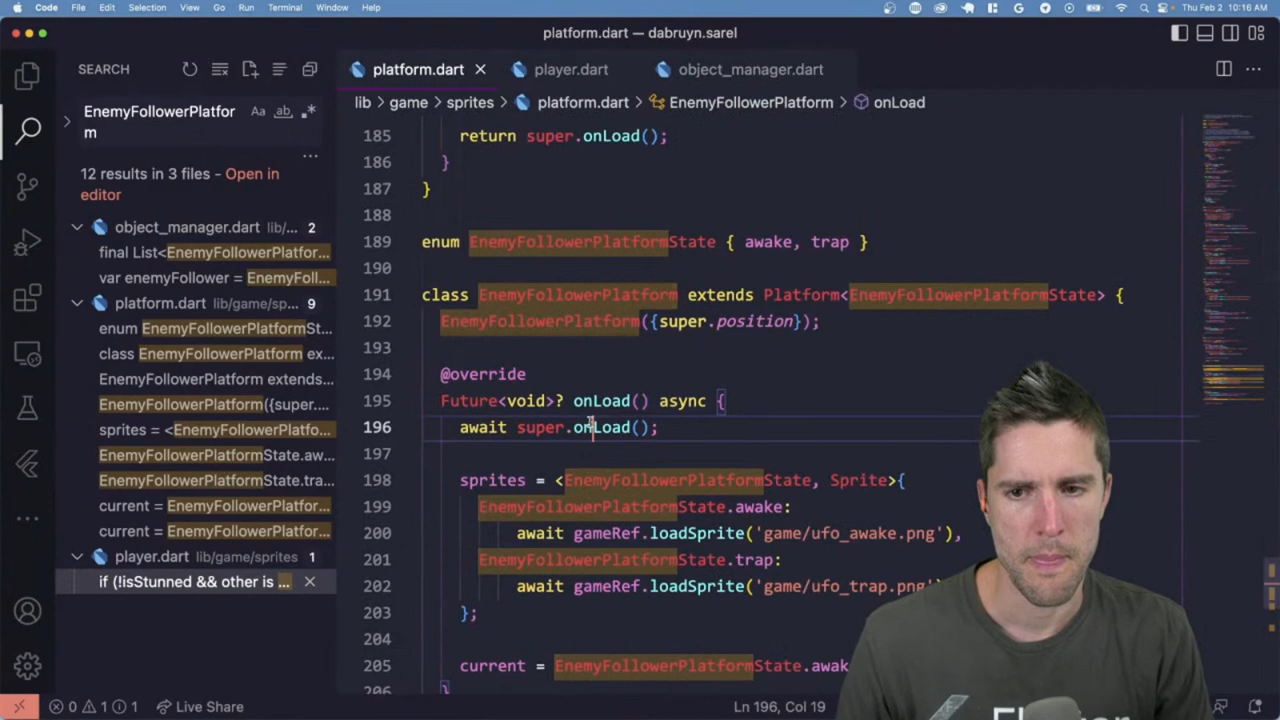 Code File Edit Selection View Go Run Terminal Window Help Thu Feb 2 10:16 AM
platform.dart — dabruyn.sarel
SEARCH
EnemyFollowerPlatfor
m
Aa ab .*
12 results in 3 files - Open in
editor
object_manager.dart lib/... 2
final List<EnemyFollowerPlatfor...
var enemyFollower = EnemyFoll...
platform.dart lib/game/sp... 9
enum EnemyFollowerPlatformSt...
class EnemyFollowerPlatform ex...
EnemyFollowerPlatform extends...
EnemyFollowerPlatform({super....
sprites = <EnemyFollowerPlatfo...
EnemyFollowerPlatformState.aw...
EnemyFollowerPlatformState.tra...
current = EnemyFollowerPlatfor...
current = EnemyFollowerPlatfor...
player.dart lib/game/sprites 1
if (!isStunned && other is ...
platform.dart player.dart object_manager.dart
lib > game > sprites > platform.dart > EnemyFollowerPlatform > onLoad
185 return super.onLoad();
186 }
187 }
188
189 enum EnemyFollowerPlatformState { awake, trap }
190
191 class EnemyFollowerPlatform extends Platform<EnemyFollowerPlatformState> {
192 EnemyFollowerPlatform({super.position});
193
194 @override
195 Future<void>? onLoad() async {
196 await super.onLoad();
197
198 sprites = <EnemyFollowerPlatformState, Sprite>{
199 EnemyFollowerPlatformState.awake:
200 await gameRef.loadSprite('game/ufo_awake.png'),
201 EnemyFollowerPlatformState.trap:
202 await gameRef.loadSprite('game/ufo_trap.png'
203 };
204
205 current = EnemyFollowerPlatformState.awak
206 }
0 1 1 Live Share Ln 196, Col 19